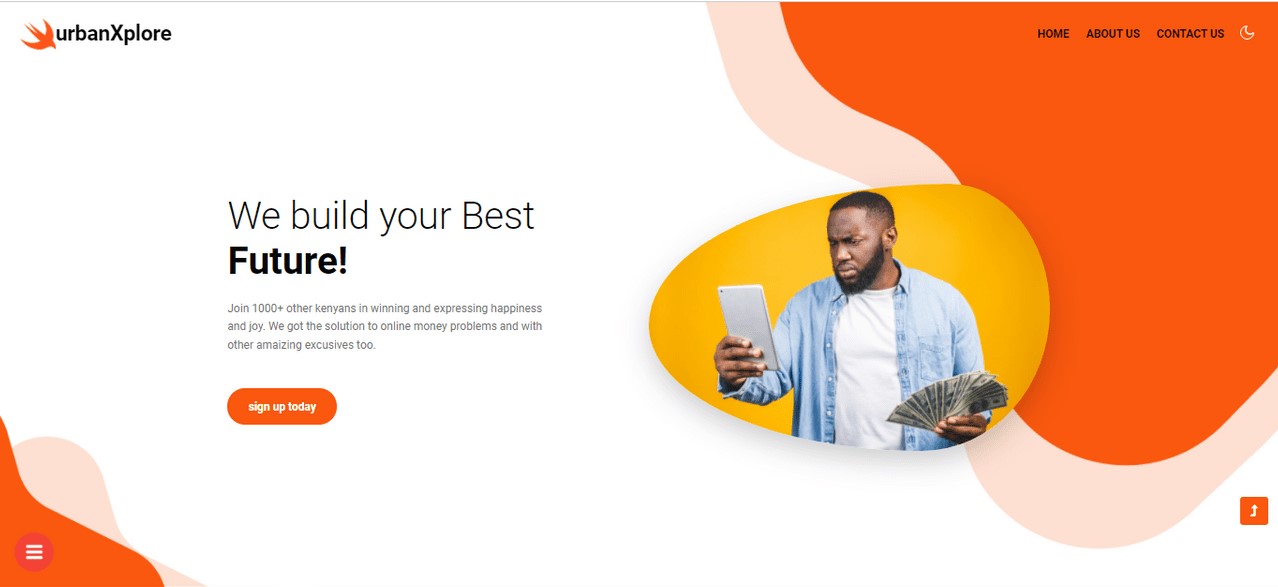 urbanXplore
HOME ABOUT US CONTACT US
We build your Best
Future!
Join 1000+ other kenyans in winning and expressing happiness
and joy. We got the solution to online money problems and with
other amaizing excusives too.
sign up today